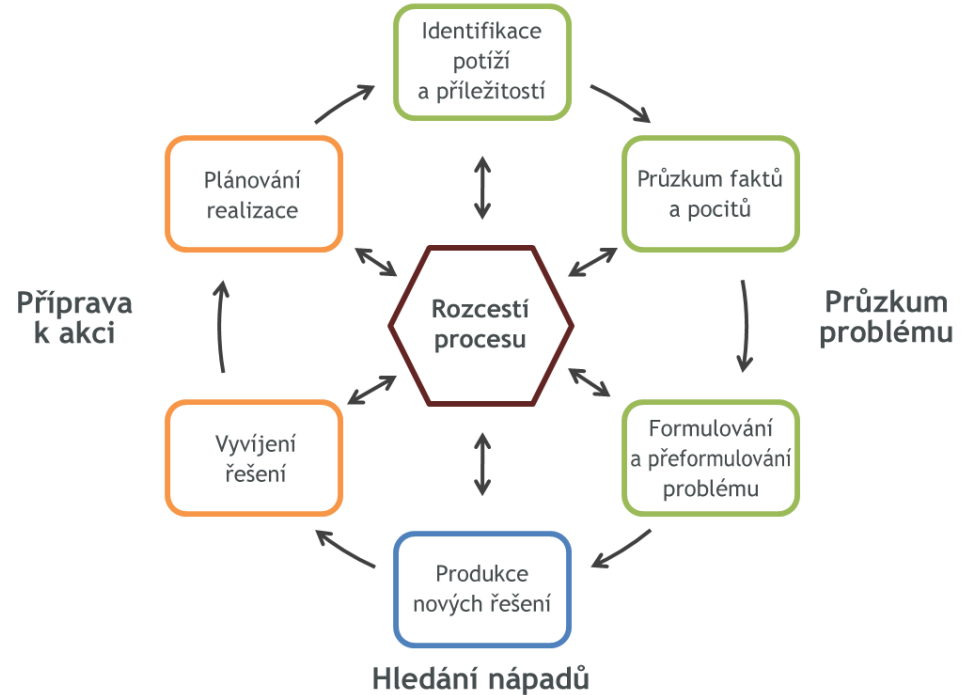 Identifikace
potíží
a příležitostí
Průzkum faktů
a pocitů
Průzkum
problému
Formulování
a přeformulování
problému
Produkce
nových řešení
Hledání nápadů
Vyvíjení
řešení
Příprava
k akci
Plánování
realizace
Rozcestí
procesu